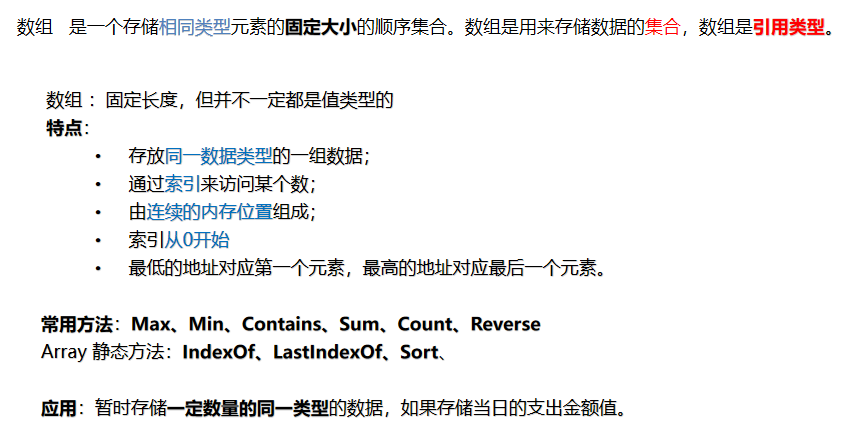 数组 是一个存储相同类型元素的固定大小的顺序集合。数组是用来存储数据的集合，数组是引用类型。
数组 ：固定长度，但并不一定都是值类型的
特点：
• 存放同一数据类型的一组数据；
• 通过索引来访问某个数；
• 由连续的内存位置组成；
• 索引从0开始
• 最低的地址对应第一个元素，最高的地址对应最后一个元素。
常用方法：Max、Min、Contains、Sum、Count、Reverse
Array 静态方法：IndexOf、LastIndexOf、Sort、
应用：暂时存储一定数量的同一类型的数据，如果存储当日的支出金额值。